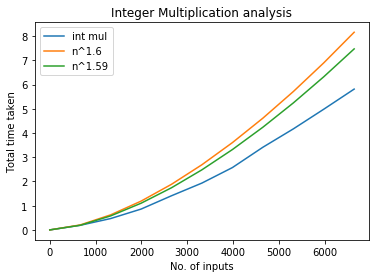 Integer Multiplication analysis
int mul
n^1.6
n^1.59
Total time taken
8
7
6
5
4
3
2
1
0
0 1000 2000 3000 4000 5000 6000
No. of inputs